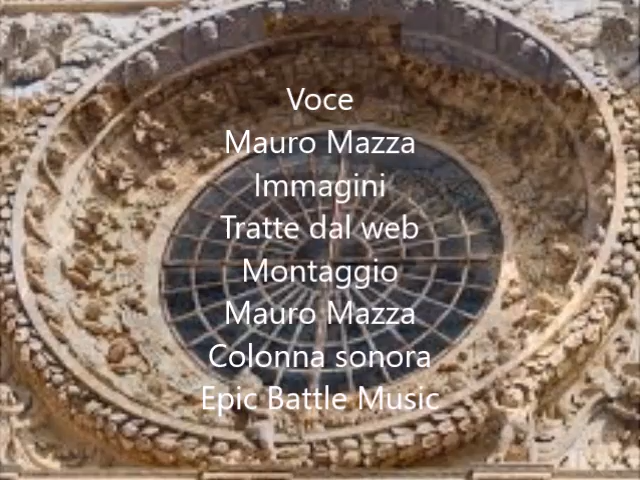 Voce
Mauro Mazza
Immagini
Tratte dal web
Montaggio
Mauro Mazza
Colonna sonora
Epic Battle Music